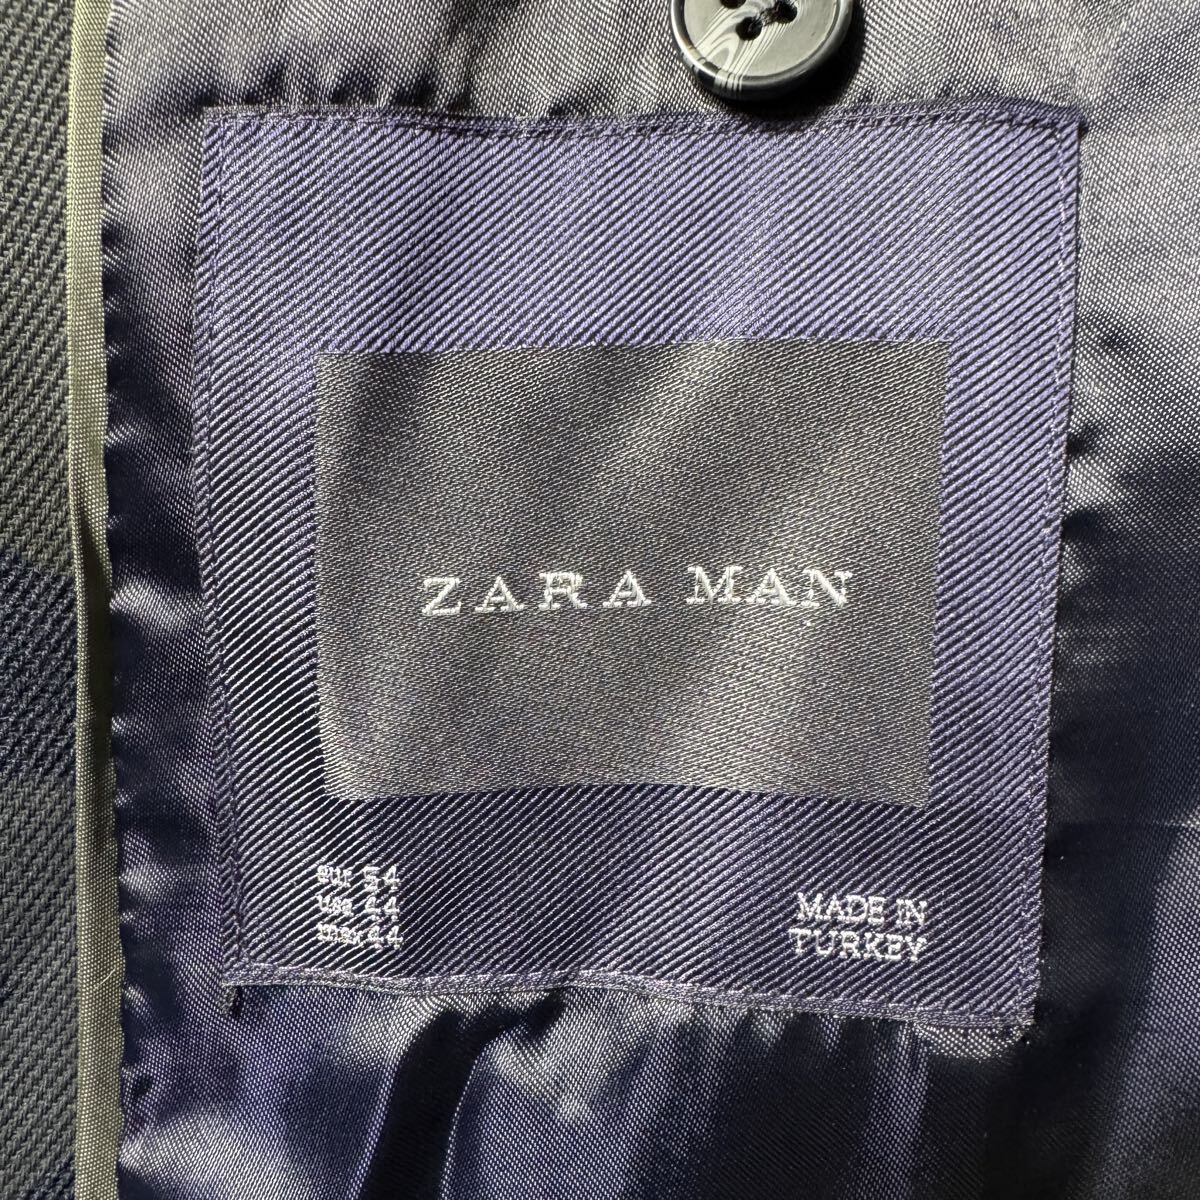 ZARA MAN
eur 54
usa 44
mex 44
MADE IN
TURKEY